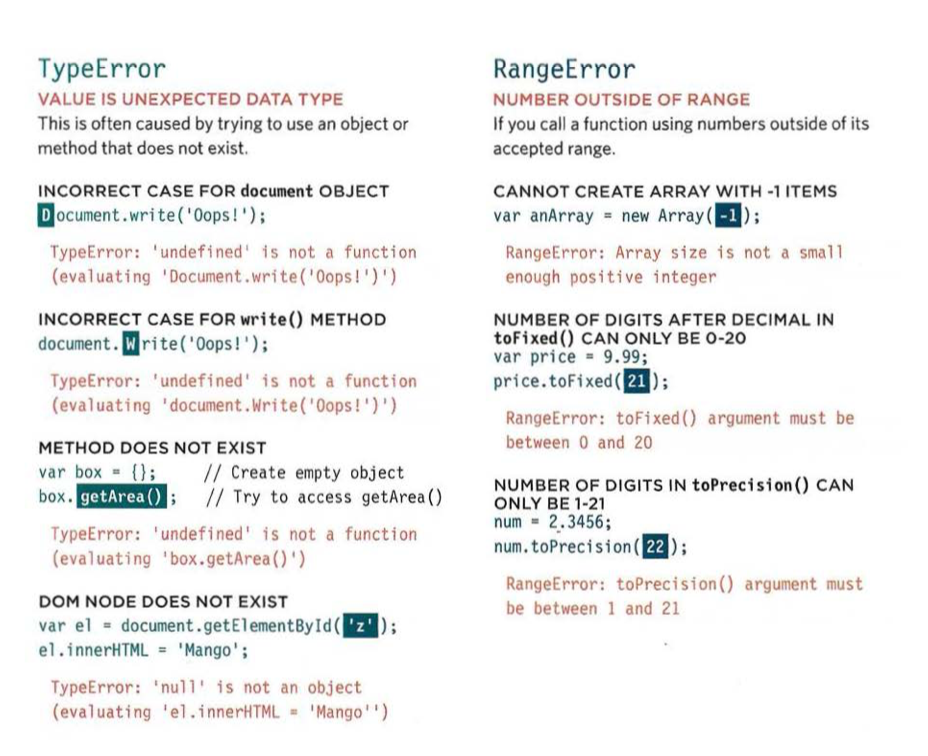 TypeError
VALUE IS UNEXPECTED DATA TYPE
This is often caused by trying to use an object or
method that does not exist.
INCORRECT CASE FOR document OBJECT
Document.write('Oops!');
TypeError: 'undefined' is not a function
(evaluating 'Document.write('Oops!')')
INCORRECT CASE FOR write() METHOD
document.Write('Oops!');
TypeError: 'undefined' is not a function
(evaluating 'document.Write('Oops!')')
METHOD DOES NOT EXIST
var box = {}; // Create empty object
box.getArea(); // Try to access getArea()
TypeError: 'undefined' is not a function
(evaluating 'box.getArea()')
DOM NODE DOES NOT EXIST
var el = document.getElementById('z');
el.innerHTML = 'Mango';
TypeError: 'null' is not an object
(evaluating 'el.innerHTML = 'Mango'')
RangeError
NUMBER OUTSIDE OF RANGE
If you call a function using numbers outside of its
accepted range.
CANNOT CREATE ARRAY WITH -1 ITEMS
var anArray = new Array(-1);
RangeError: Array size is not a small
enough positive integer
NUMBER OF DIGITS AFTER DECIMAL IN
toFixed() CAN ONLY BE 0-20
var price = 9.99;
price.toFixed(21);
RangeError: toFixed() argument must be
between 0 and 20
NUMBER OF DIGITS IN toPrecision() CAN
ONLY BE 1-21
num = 2.3456;
num.toPrecision(22);
RangeError: toPrecision() argument must
be between 1 and 21